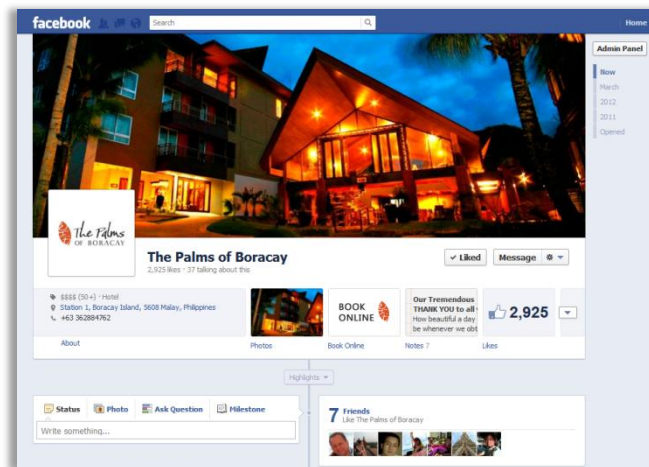 facebook
Search
Home
Admin Panel
Now
March
2012
2011
Opened
The Palms
OF BORACAY
The Palms of Boracay
2,925 likes · 37 talking about this
Liked
Message
$$$$ (50+) · Hotel
Station 1, Boracay Island, 5608 Malay, Philippines
+63 362884762
About
Photos
BOOK
ONLINE
Book Online
Our Tremendous
THANK YOU to all
How beautiful a day
be whenever we obt
Notes 7
2,925
Likes
Highlights
Status
Photo
Ask Question
Milestone
Write something...
7 Friends
Like The Palms of Boracay